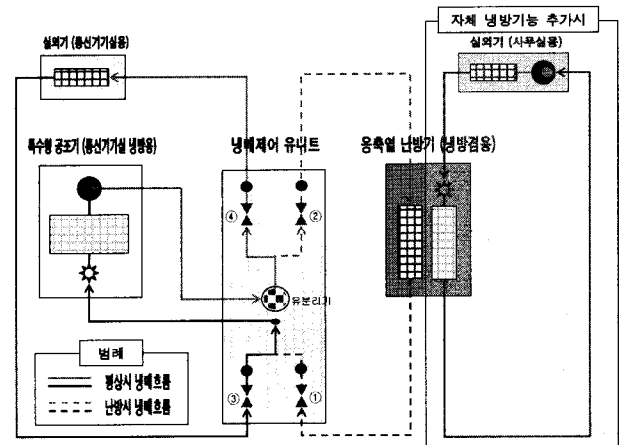 자체 냉방기능 추가시
실외기 (통신기기실용)
실외기 (사무실용)
특수형 공조기 (통신기기실 냉방용)
냉매제어 유니트
응축열 난방기 (냉방겸용)
④
②
유분리기
범례
평상시 냉매흐름
난방시 냉매흐름
③
①